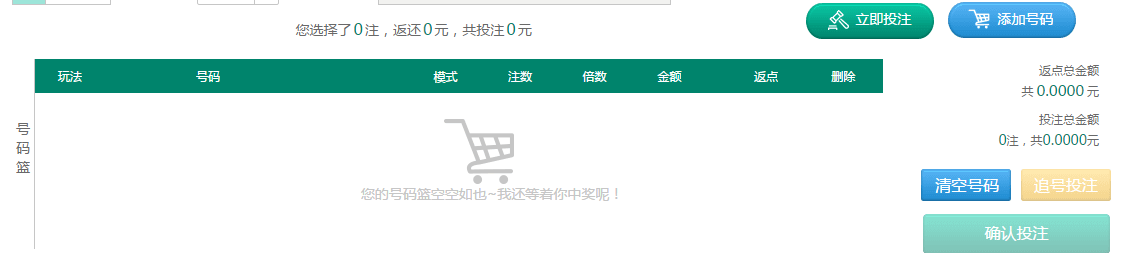 您选择了0注，返还0元，共投注0元
立即投注
添加号码
玩法 号码 模式 注数 倍数 金额 返点 删除
返点总金额
共 0.0000 元
号码篮
投注总金额
0注，共0.0000元
您的号码篮空空如也~我还等着你中奖呢！
清空号码
追号投注
确认投注